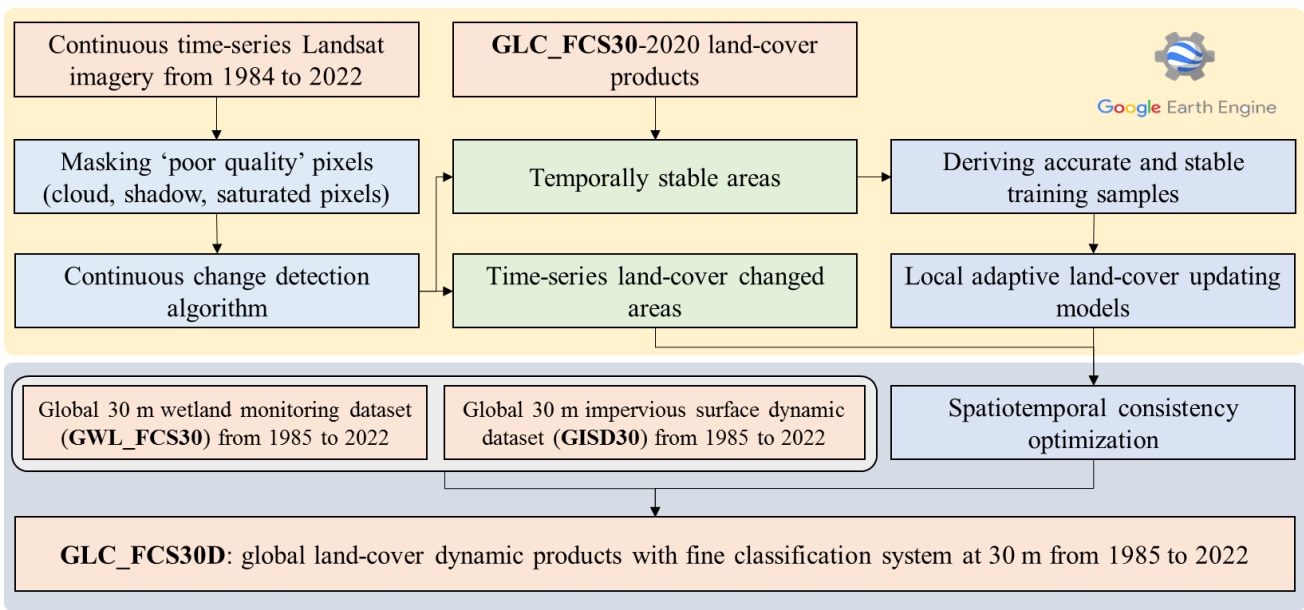 Continuous time-series Landsat
imagery from 1984 to 2022
GLC_FCS30-2020 land-cover
products
Google Earth Engine
Masking ‘poor quality’ pixels
(cloud, shadow, saturated pixels)
Temporally stable areas
Deriving accurate and stable
training samples
Continuous change detection
algorithm
Time-series land-cover changed
areas
Local adaptive land-cover updating
models
Global 30 m wetland monitoring dataset
(GWL_FCS30) from 1985 to 2022
Global 30 m impervious surface dynamic
dataset (GISD30) from 1985 to 2022
Spatiotemporal consistency
optimization
GLC_FCS30D: global land-cover dynamic products with fine classification system at 30 m from 1985 to 2022